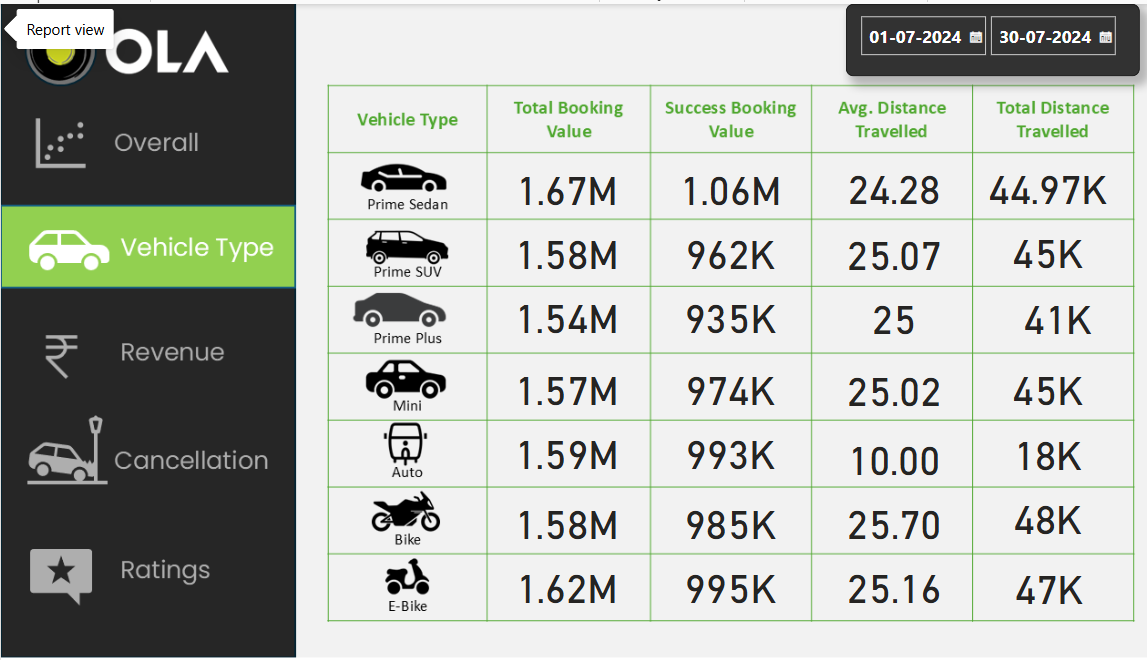 Report view
OLA
01-07-2024 30-07-2024
Overall
Vehicle Type
Revenue
Cancellation
Ratings
Vehicle Type Total Booking Value Success Booking Value Avg. Distance Travelled Total Distance Travelled
Prime Sedan 1.67M 1.06M 24.28 44.97K
Prime SUV 1.58M 962K 25.07 45K
Prime Plus 1.54M 935K 25 41K
Mini 1.57M 974K 25.02 45K
Auto 1.59M 993K 10.00 18K
Bike 1.58M 985K 25.70 48K
E-Bike 1.62M 995K 25.16 47K